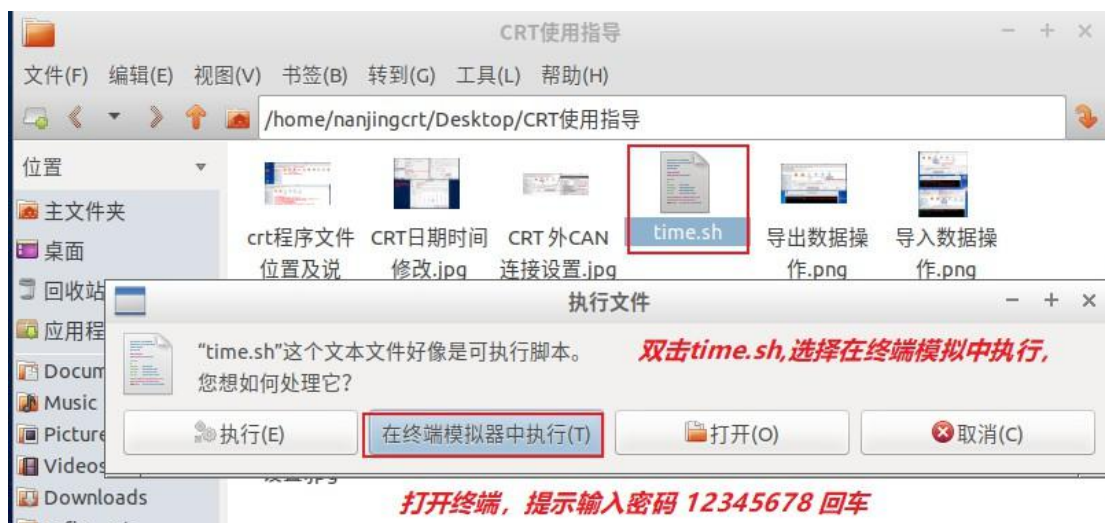 CRT使用指导
文件(F) 编辑(E) 视图(V) 书签(B) 转到(G) 工具(L) 帮助(H)
/home/nanjingcrt/Desktop/CRT使用指导
位置
主文件夹
桌面
回收站
应用程
Docum
Music
Picture
Videos
Downloads
crt程序文件
位置及说
CRT日期时间
修改.jpg
CRT 外CAN
连接设置.jpg
time.sh
导出数据操
作.png
导入数据操
作.png
执行文件
“time.sh”这个文本文件好像是可执行脚本。
您想如何处理它?
双击time.sh,选择在终端模拟中执行,
执行(E)
在终端模拟器中执行(T)
打开(O)
取消(C)
打开终端，提示输入密码 12345678 回车